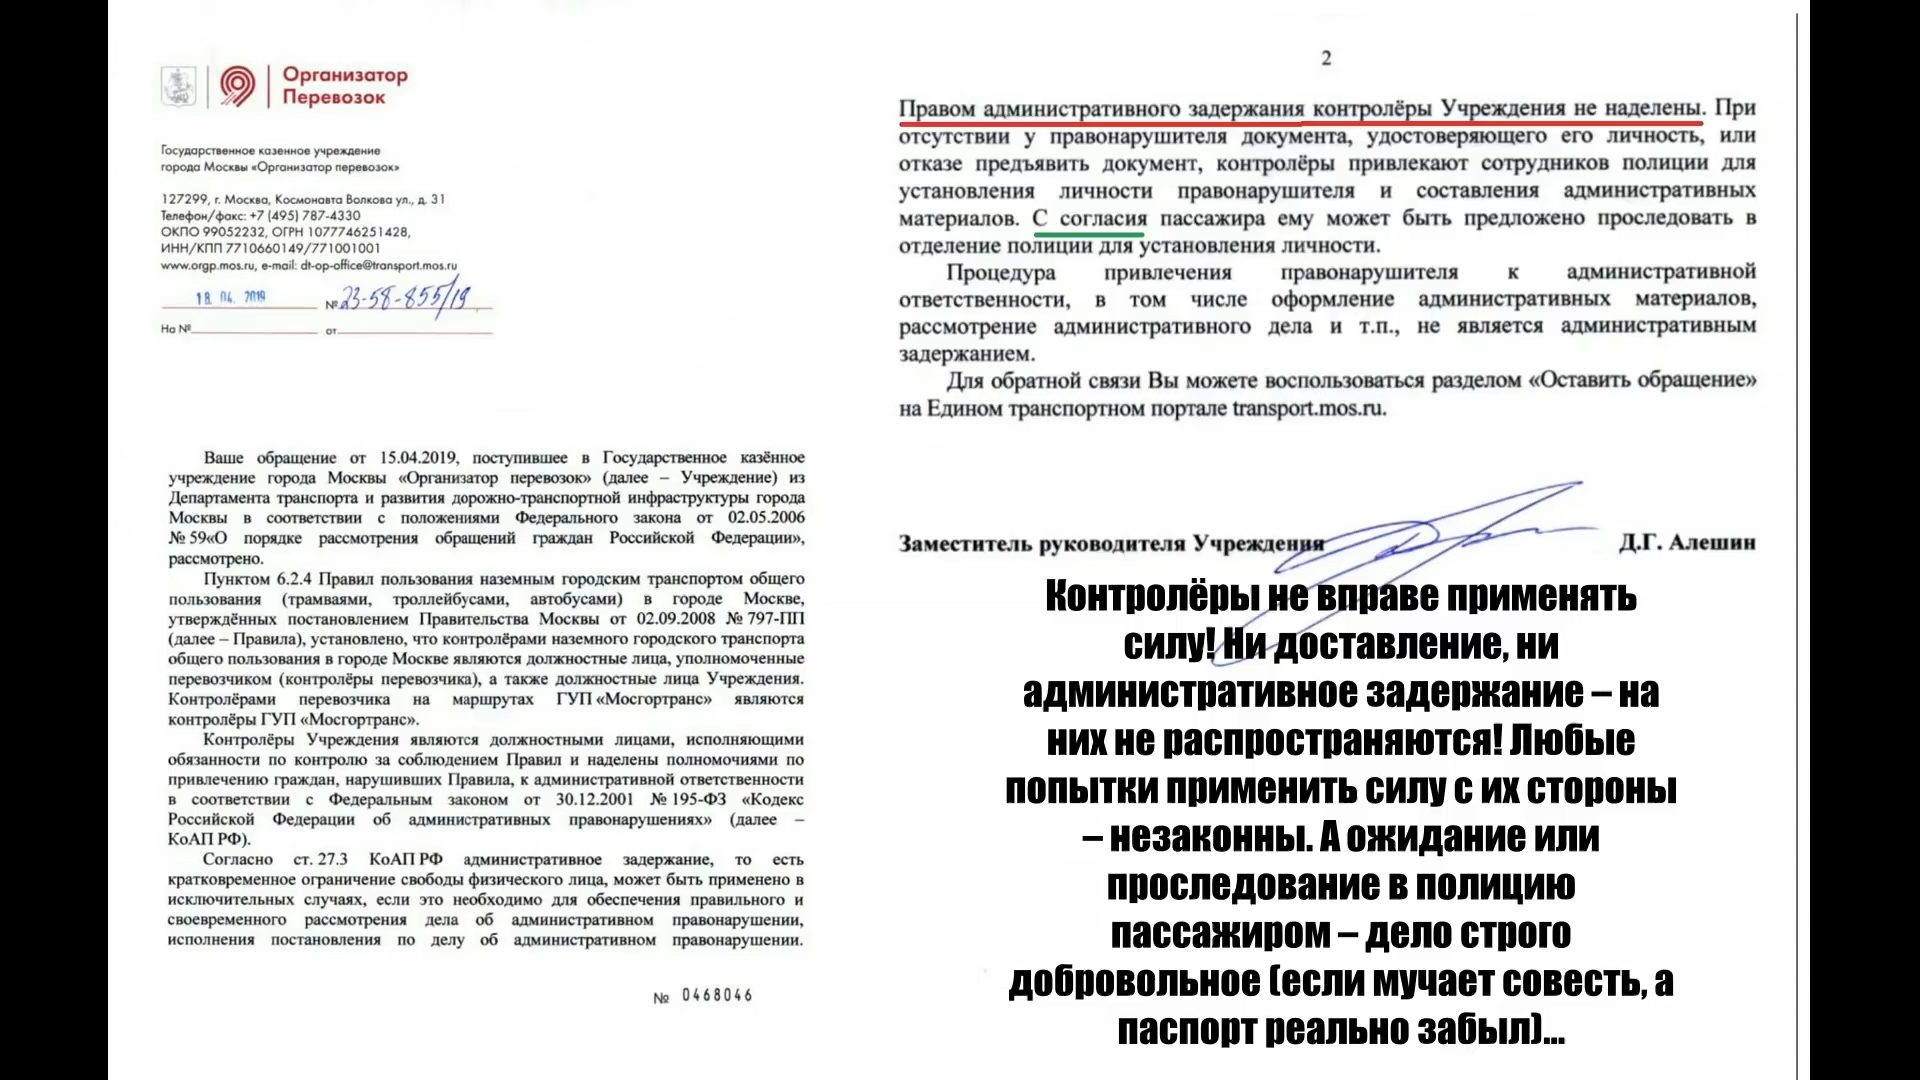 Организатор
Перевозок
Государственное казенное учреждение
города Москвы «Организатор перевозок»
127299, г. Москва, Космонавта Волкова ул., д. 31
Телефон/факс: +7 (495) 787-4330
ОКПО 99052232, ОГРН 1077746251428,
ИНН/КПП 7710660149/771001001
www.orgp.mos.ru, e-mail: dt-op-office@transport.mos.ru
18. 04. 2019 № 23-58-855/19
На № от
Ваше обращение от 15.04.2019, поступившее в Государственное казённое
учреждение города Москвы «Организатор перевозок» (далее – Учреждение) из
Департамента транспорта и развития дорожно-транспортной инфраструктуры города
Москвы в соответствии с положениями Федерального закона от 02.05.2006
№ 59«О порядке рассмотрения обращений граждан Российской Федерации»,
рассмотрено.
Пунктом 6.2.4 Правил пользования наземным городским транспортом общего
пользования (трамваями, троллейбусами, автобусами) в городе Москве,
утверждённых постановлением Правительства Москвы от 02.09.2008 № 797-ПП
(далее – Правила), установлено, что контролёрами наземного городского транспорта
общего пользования в городе Москве являются должностные лица, уполномоченные
перевозчиком (контролёры перевозчика), а также должностные лица Учреждения.
Контролёрами перевозчика на маршрутах ГУП «Мосгортранс» являются
контролёры ГУП «Мосгортранс».
Контролёры Учреждения являются должностными лицами, исполняющими
обязанности по контролю за соблюдением Правил и наделены полномочиями по
привлечению граждан, нарушивших Правила, к административной ответственности
в соответствии с Федеральным законом от 30.12.2001 № 195-ФЗ «Кодекс
Российской Федерации об административных правонарушениях» (далее –
КоАП РФ).
Согласно ст. 27.3 КоАП РФ административное задержание, то есть
кратковременное ограничение свободы физического лица, может быть применено в
исключительных случаях, если это необходимо для обеспечения правильного и
своевременного рассмотрения дела об административном правонарушении,
исполнения постановления по делу об административном правонарушении.
№ 0468046
2
Правом административного задержания контролёры Учреждения не наделены. При
отсутствии у правонарушителя документа, удостоверяющего его личность, или
отказе предъявить документ, контролёры привлекают сотрудников полиции для
установления личности правонарушителя и составления административных
материалов. С согласия пассажира ему может быть предложено проследовать в
отделение полиции для установления личности.
Процедура привлечения правонарушителя к административной
ответственности, в том числе оформление административных материалов,
рассмотрение административного дела и т.п., не является административным
задержанием.
Для обратной связи Вы можете воспользоваться разделом «Оставить обращение»
на Едином транспортном портале transport.mos.ru.
Заместитель руководителя Учреждения Д.Г. Алешин
Контролёры не вправе применять
силу! Ни доставление, ни
административное задержание – на
них не распространяются! Любые
попытки применить силу с их стороны
– незаконны. А ожидание или
проследование в полицию
пассажиром – дело строго
добровольное (если мучает совесть, а
паспорт реально забыл)...